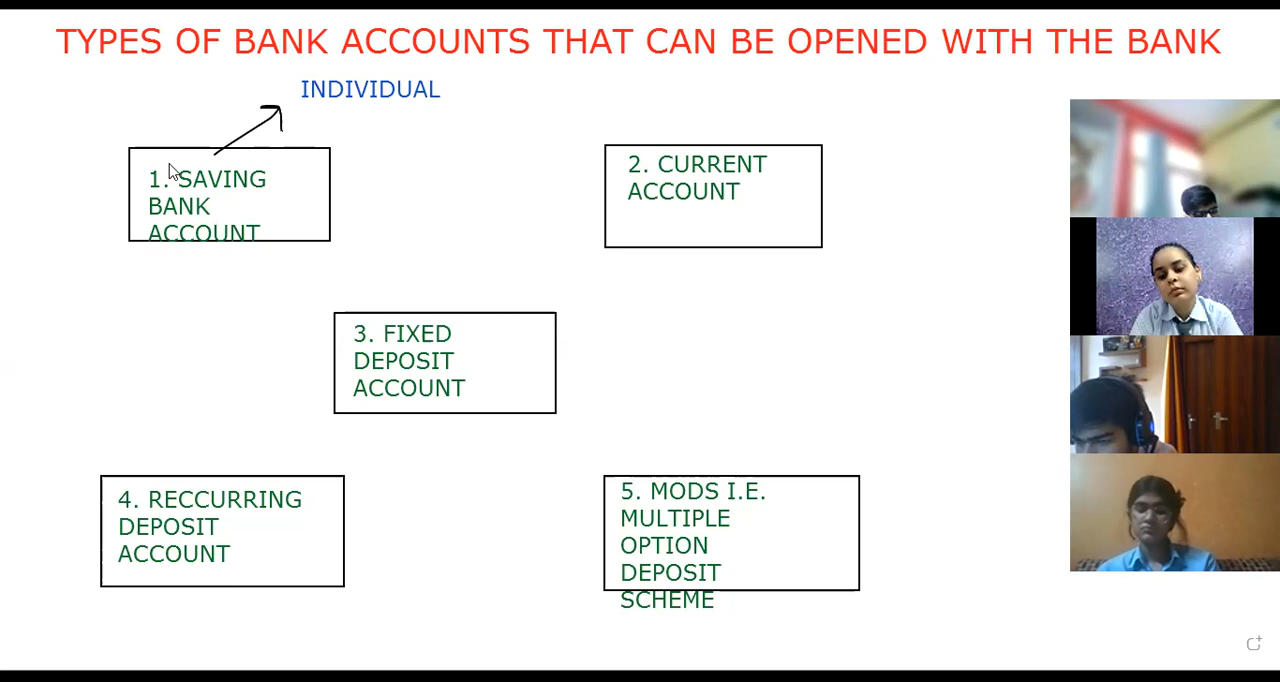 TYPES OF BANK ACCOUNTS THAT CAN BE OPENED WITH THE BANK
INDIVIDUAL
1. SAVING
BANK
ACCOUNT
2. CURRENT
ACCOUNT
3. FIXED
DEPOSIT
ACCOUNT
4. RECCURRING
DEPOSIT
ACCOUNT
5. MODS I.E.
MULTIPLE
OPTION
DEPOSIT
SCHEME